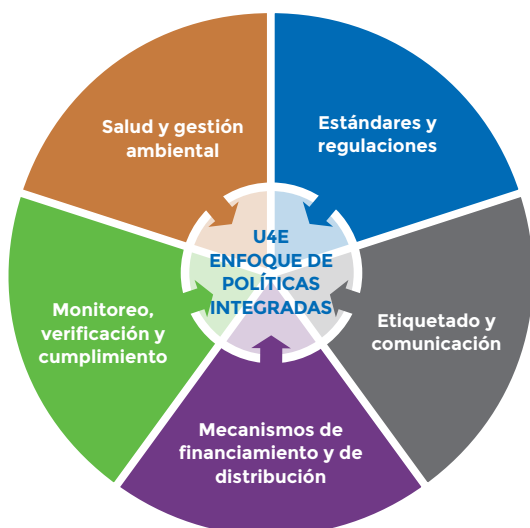 Salud y gestión
ambiental
Estándares y
regulaciones
U4E
ENFOQUE DE
POLÍTICAS
INTEGRADAS
Monitoreo,
verificación y
cumplimiento
Etiquetado y
comunicación
Mecanismos de
financiamiento y de
distribución